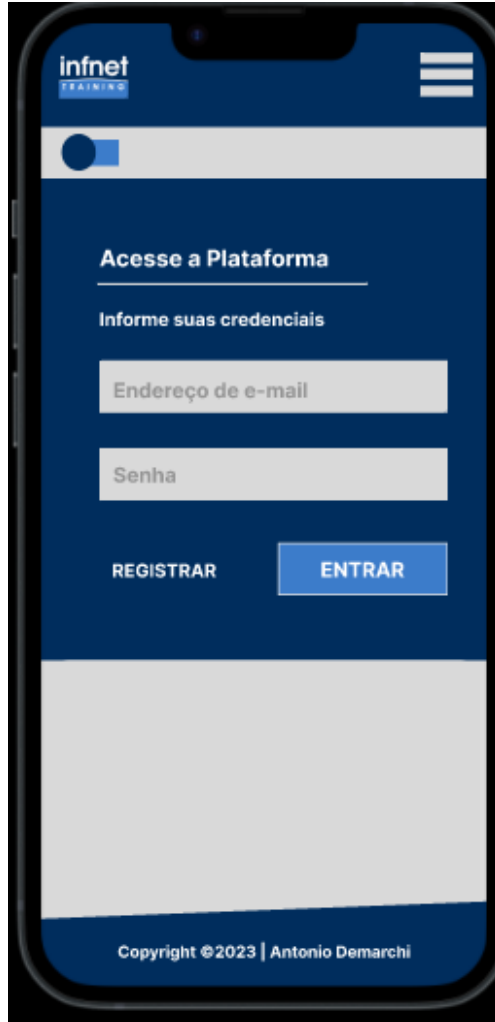 infnet
TRAINING
Acesse a Plataforma
Informe suas credenciais
Endereço de e-mail
Senha
REGISTRAR ENTRAR
Copyright ©2023 | Antonio Demarchi